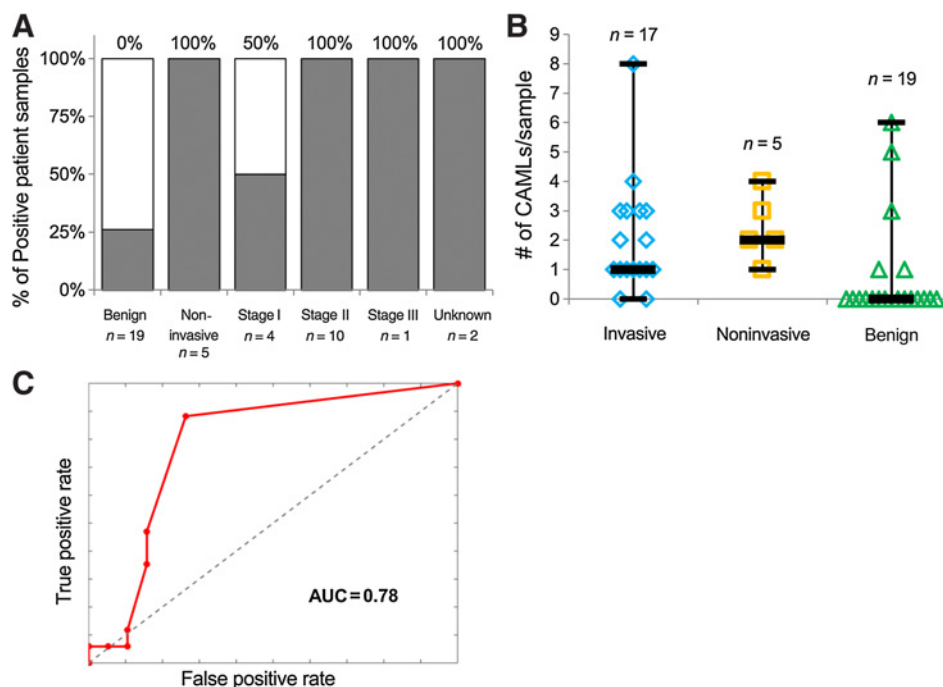 A
0% 100% 50% 100% 100% 100%
100%
75%
50%
25%
0%
% of Positive patient samples
Benign
n = 19
Non-
invasive
n = 5
Stage I
n = 4
Stage II
n = 10
Stage III
n = 1
Unknown
n = 2
B
n = 17
n = 5
n = 19
9
8
7
6
5
4
3
2
1
0
# of CAMLs/sample
Invasive
Noninvasive
Benign
C
True positive rate
AUC = 0.78
False positive rate